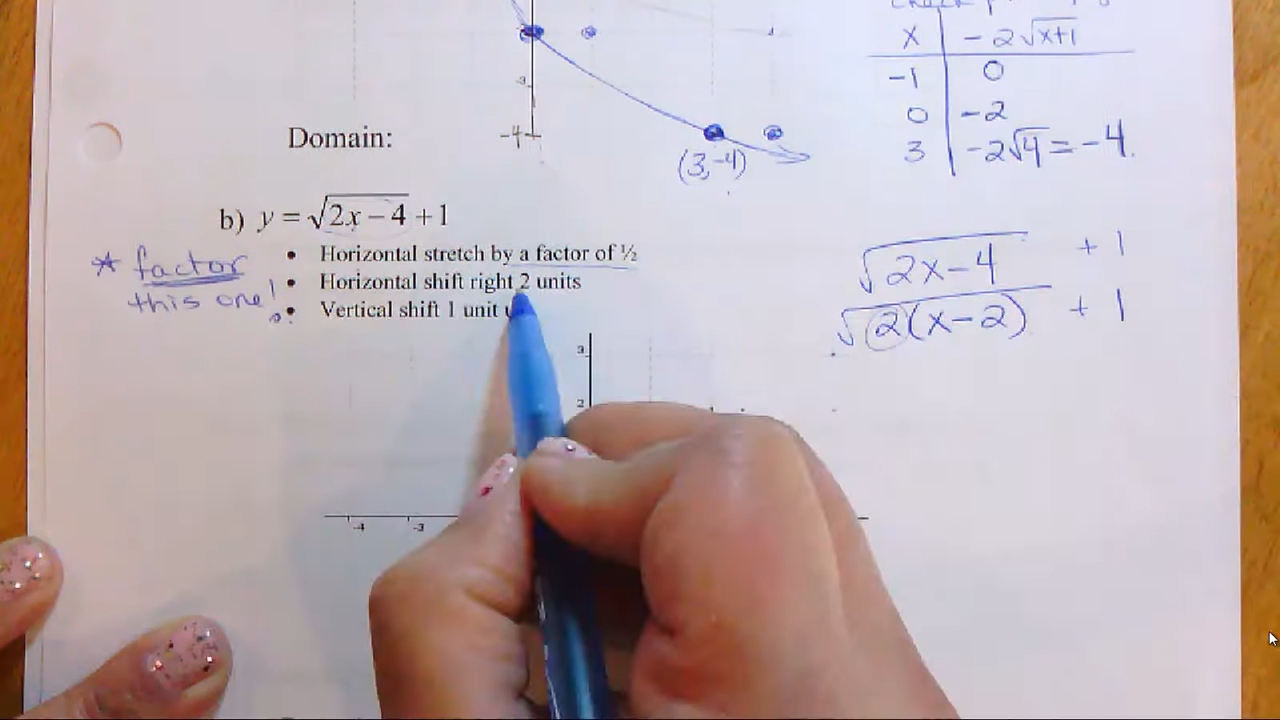 x | -2√x+1
-1 | 0
0 | -2
3 | -2√4 = -4.
3
-4
(3,-4)
Domain:
b) y = √2x − 4 + 1
• Horizontal stretch by a factor of ½
• Horizontal shift right 2 units
• Vertical shift 1 unit
* factor
this one!
√2x-4 + 1
√2(x-2) + 1
3
2
-4 -3